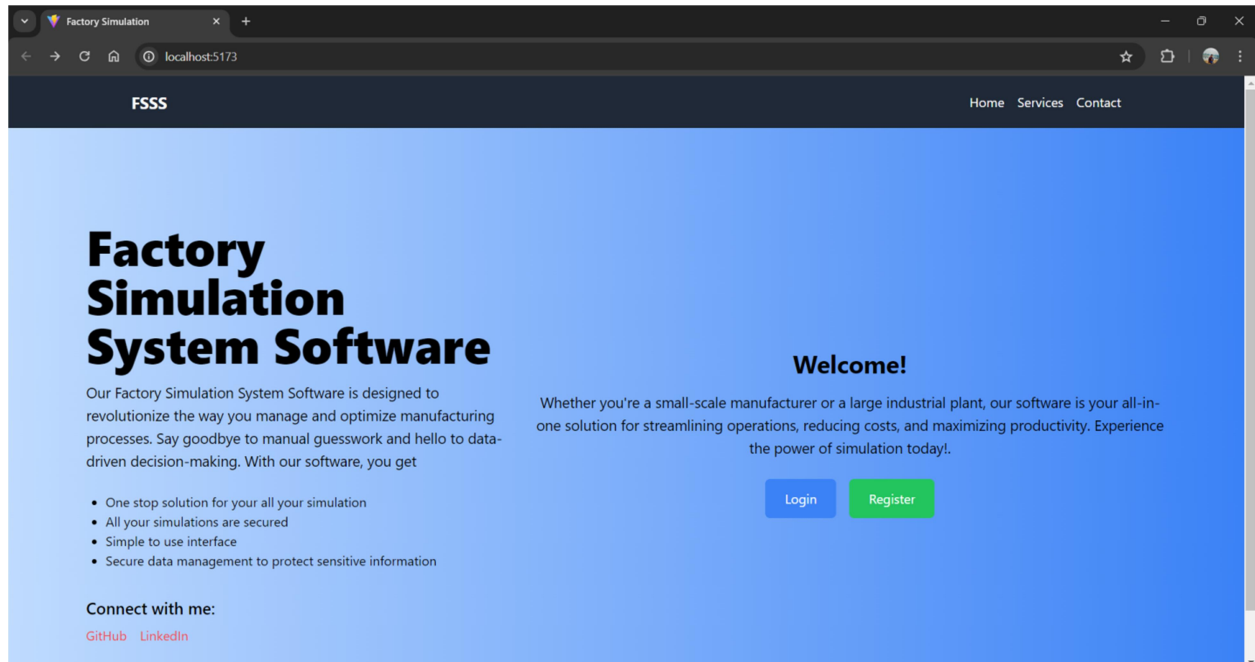 Factory Simulation
localhost:5173
FSSS
Home Services Contact
Factory
Simulation
System Software
Our Factory Simulation System Software is designed to
revolutionize the way you manage and optimize manufacturing
processes. Say goodbye to manual guesswork and hello to data-
driven decision-making. With our software, you get
One stop solution for your all your simulation
All your simulations are secured
Simple to use interface
Secure data management to protect sensitive information
Connect with me:
GitHub LinkedIn
Welcome!
Whether you're a small-scale manufacturer or a large industrial plant, our software is your all-in-
one solution for streamlining operations, reducing costs, and maximizing productivity. Experience
the power of simulation today!.
Login Register